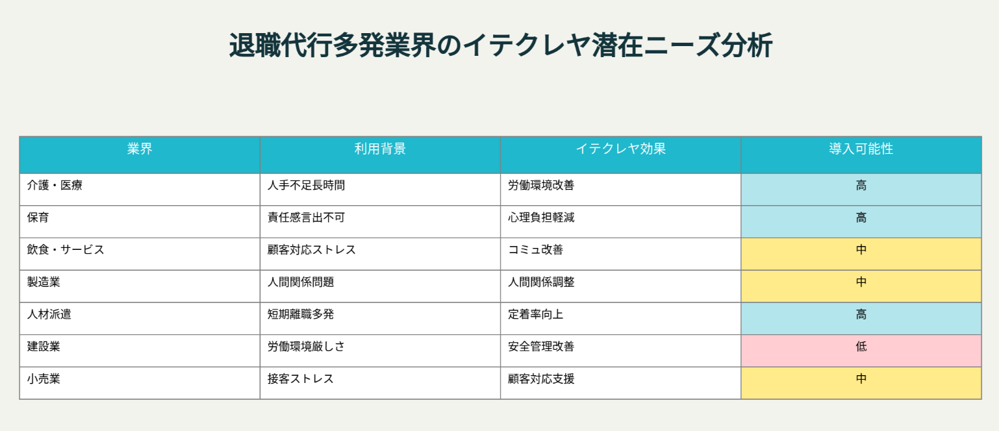 退職代行多発業界のイテクレヤ潜在ニーズ分析
業界 利用背景 イテクレヤ効果 導入可能性
介護・医療 人手不足長時間 労働環境改善 高
保育 責任感言出不可 心理負担軽減 高
飲食・サービス 顧客対応ストレス コミュ改善 中
製造業 人間関係問題 人間関係調整 中
人材派遣 短期離職多発 定着率向上 高
建設業 労働環境厳しさ 安全管理改善 低
小売業 接客ストレス 顧客対応支援 中